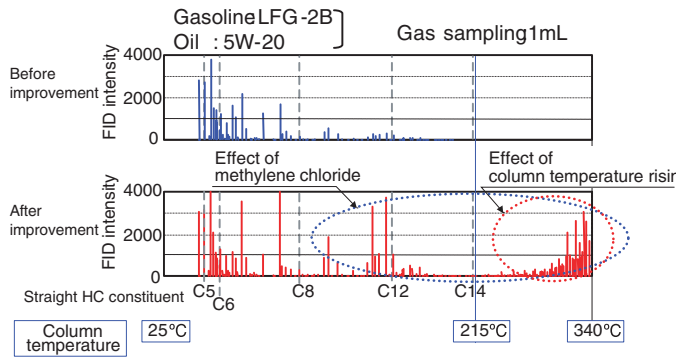 Gasoline LFG-2B
Oil : 5W-20
Gas sampling 1mL
Before improvement
FID intensity
4000
2000
0
Effect of methylene chloride
Effect of column temperature risir
After improvement
FID intensity
4000
2000
0
Straight HC constituent
C5
C6
C8
C12
C14
Column temperature
25°C
215°C
340°C